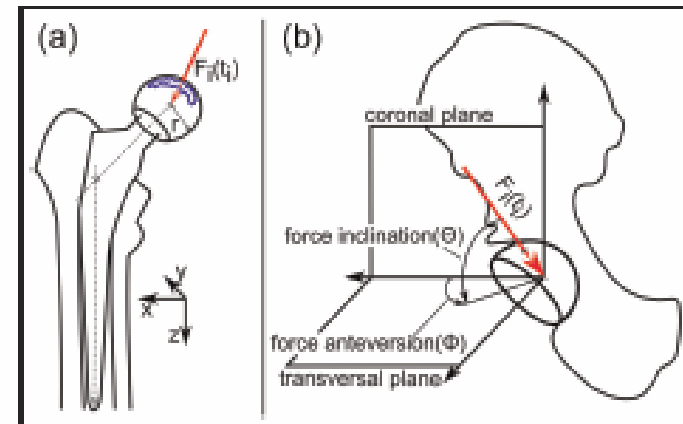 (a)
Fⱼ(tᵢ)
r
y
x
z
(b)
coronal plane
Fⱼ(tᵢ)
force inclination(Θ)
force anteversion(Φ)
transversal plane